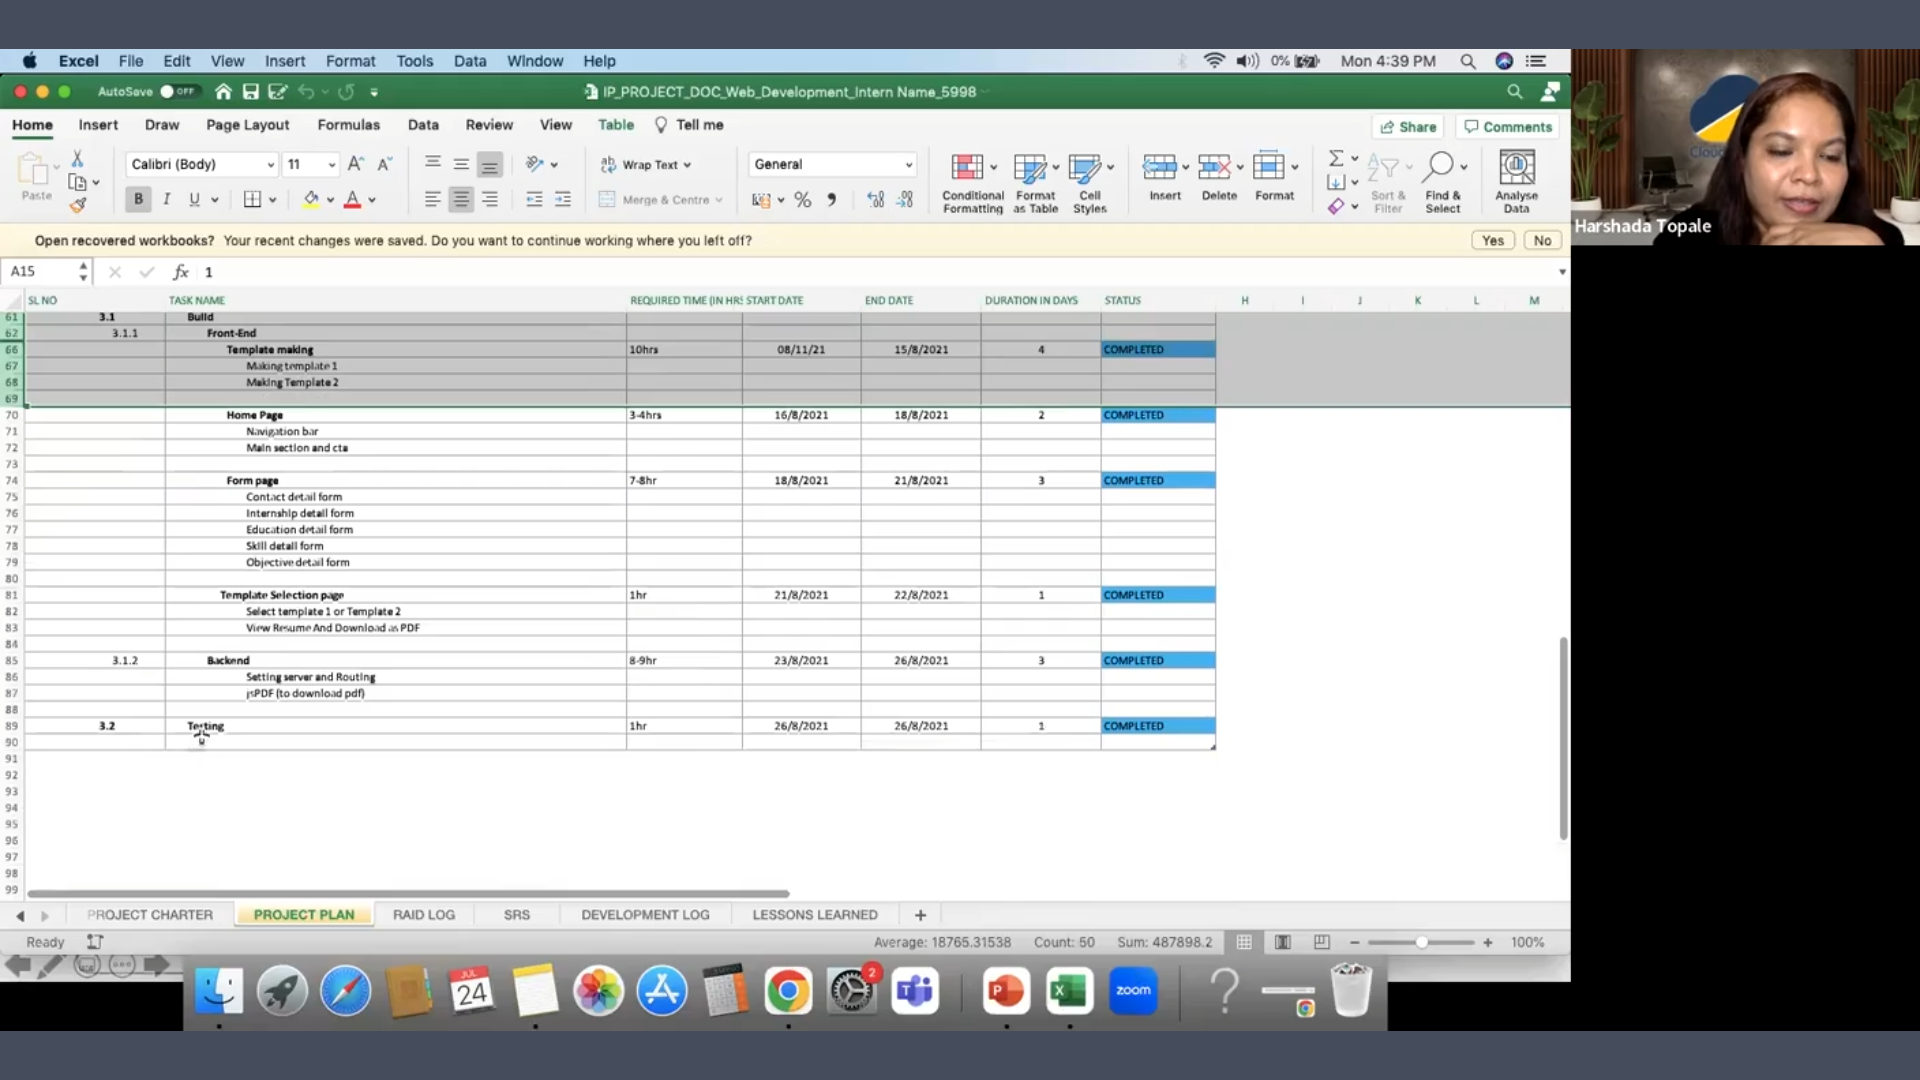 Excel File Edit View Insert Format Tools Data Window Help 0% Mon 4:39 PM
AutoSave OFF IP_PROJECT_DOC_Web_Development_Intern Name_5998
Home Insert Draw Page Layout Formulas Data Review View Table Tell me Share Comments
Paste Calibri (Body) 11 Wrap Text General
B I U Merge & Centre %
Conditional Formatting Format as Table Cell Styles Insert Delete Format Sort & Filter Find & Select Analyse Data
Open recovered workbooks? Your recent changes were saved. Do you want to continue working where you left off? Yes No
Harshada Topale
A15 fx 1
SL NO TASK NAME REQUIRED TIME (IN HRS START DATE END DATE DURATION IN DAYS STATUS H I J K L M
61 3.1 Build
62 3.1.1 Front-End
66 Template making 10hrs 08/11/21 15/8/2021 4 COMPLETED
67 Making template 1
68 Making Template 2
69
70 Home Page 3-4hrs 16/8/2021 18/8/2021 2 COMPLETED
71 Navigation bar
72 Main section and cta
73
74 Form page 7-8hr 18/8/2021 21/8/2021 3 COMPLETED
75 Contact detail form
76 Internship detail form
77 Education detail form
78 Skill detail form
79 Objective detail form
80
81 Template Selection page 1hr 21/8/2021 22/8/2021 1 COMPLETED
82 Select template 1 or Template 2
83 View Resume And Download as PDF
84
85 3.1.2 Backend 8-9hr 23/8/2021 26/8/2021 3 COMPLETED
86 Setting server and Routing
87 jsPDF (to download pdf)
88
89 3.2 Testing 1hr 26/8/2021 26/8/2021 1 COMPLETED
90
91
92
93
94
95
96
97
98
99
PROJECT CHARTER PROJECT PLAN RAID LOG SRS DEVELOPMENT LOG LESSONS LEARNED +
Ready Average: 18765.31538 Count: 50 Sum: 487898.2 100%
JUL 24 2 zoom